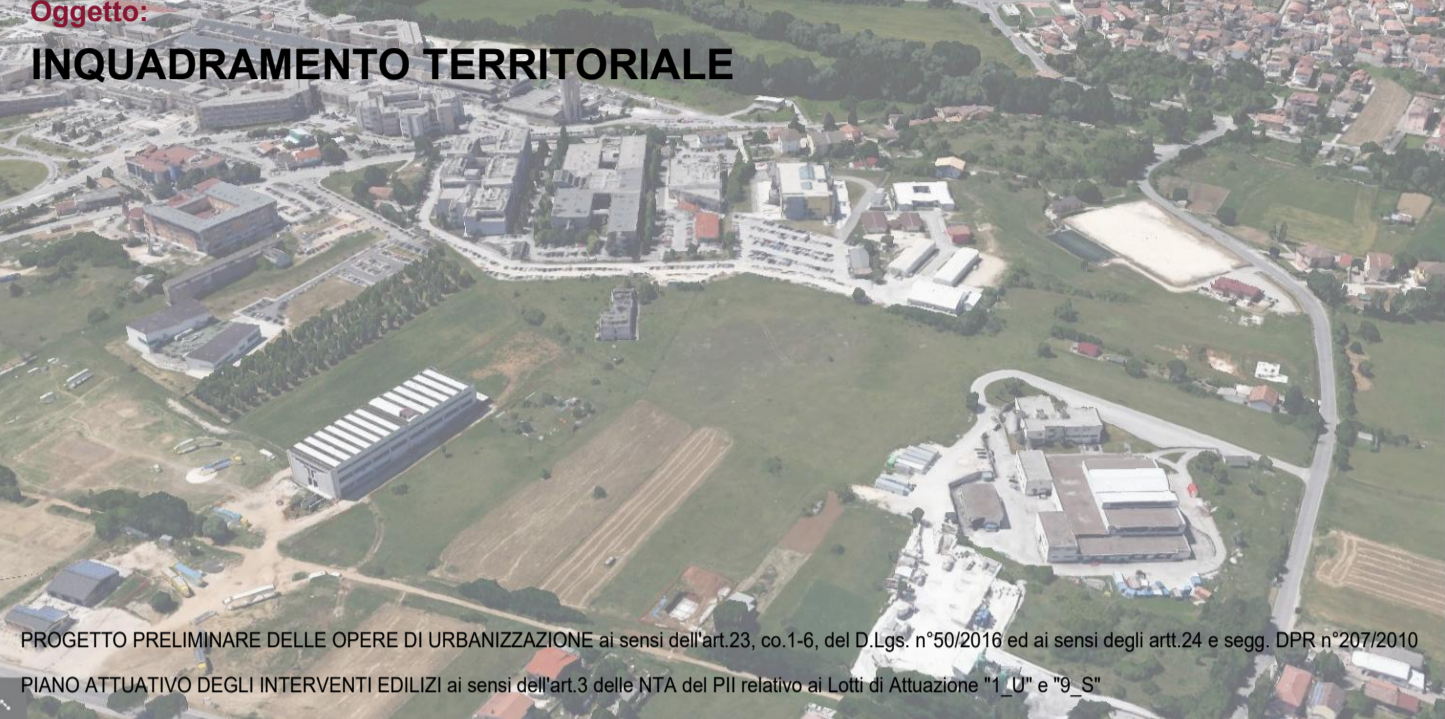 Oggetto:
INQUADRAMENTO TERRITORIALE
PROGETTO PRELIMINARE DELLE OPERE DI URBANIZZAZIONE ai sensi dell'art.23, co.1-6, del D.Lgs. n°50/2016 ed ai sensi degli artt.24 e segg. DPR n°207/2010
PIANO ATTUATIVO DEGLI INTERVENTI EDILIZI ai sensi dell'art.3 delle NTA del PII relativo ai Lotti di Attuazione "1_U" e "9_S"